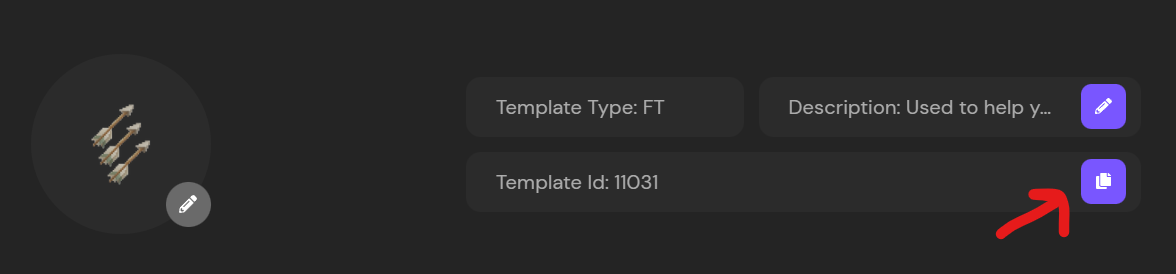 Template Type: FT
Description: Used to help y...
Template Id: 11031